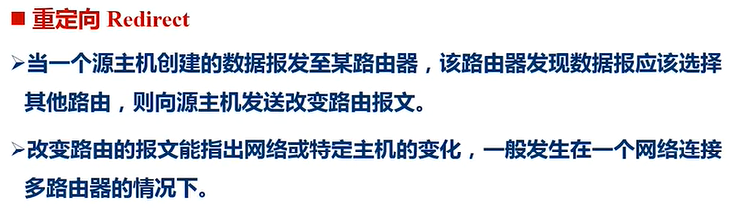 重定向 Redirect
当一个源主机创建的数据报发至某路由器，该路由器发现数据报应该选择
其他路由，则向源主机发送改变路由报文。
改变路由的报文能指出网络或特定主机的变化，一般发生在一个网络连接
多路由器的情况下。